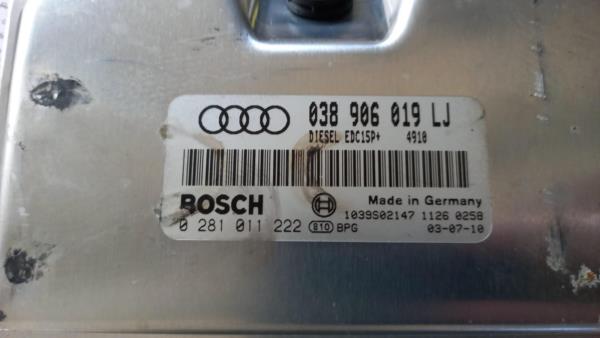 038 906 019 LJ
DIESEL EDC15P+ 4910
BOSCH
Made in Germany
1039S02147 1126 0258
0 281 011 222 810 BPG 03-07-10